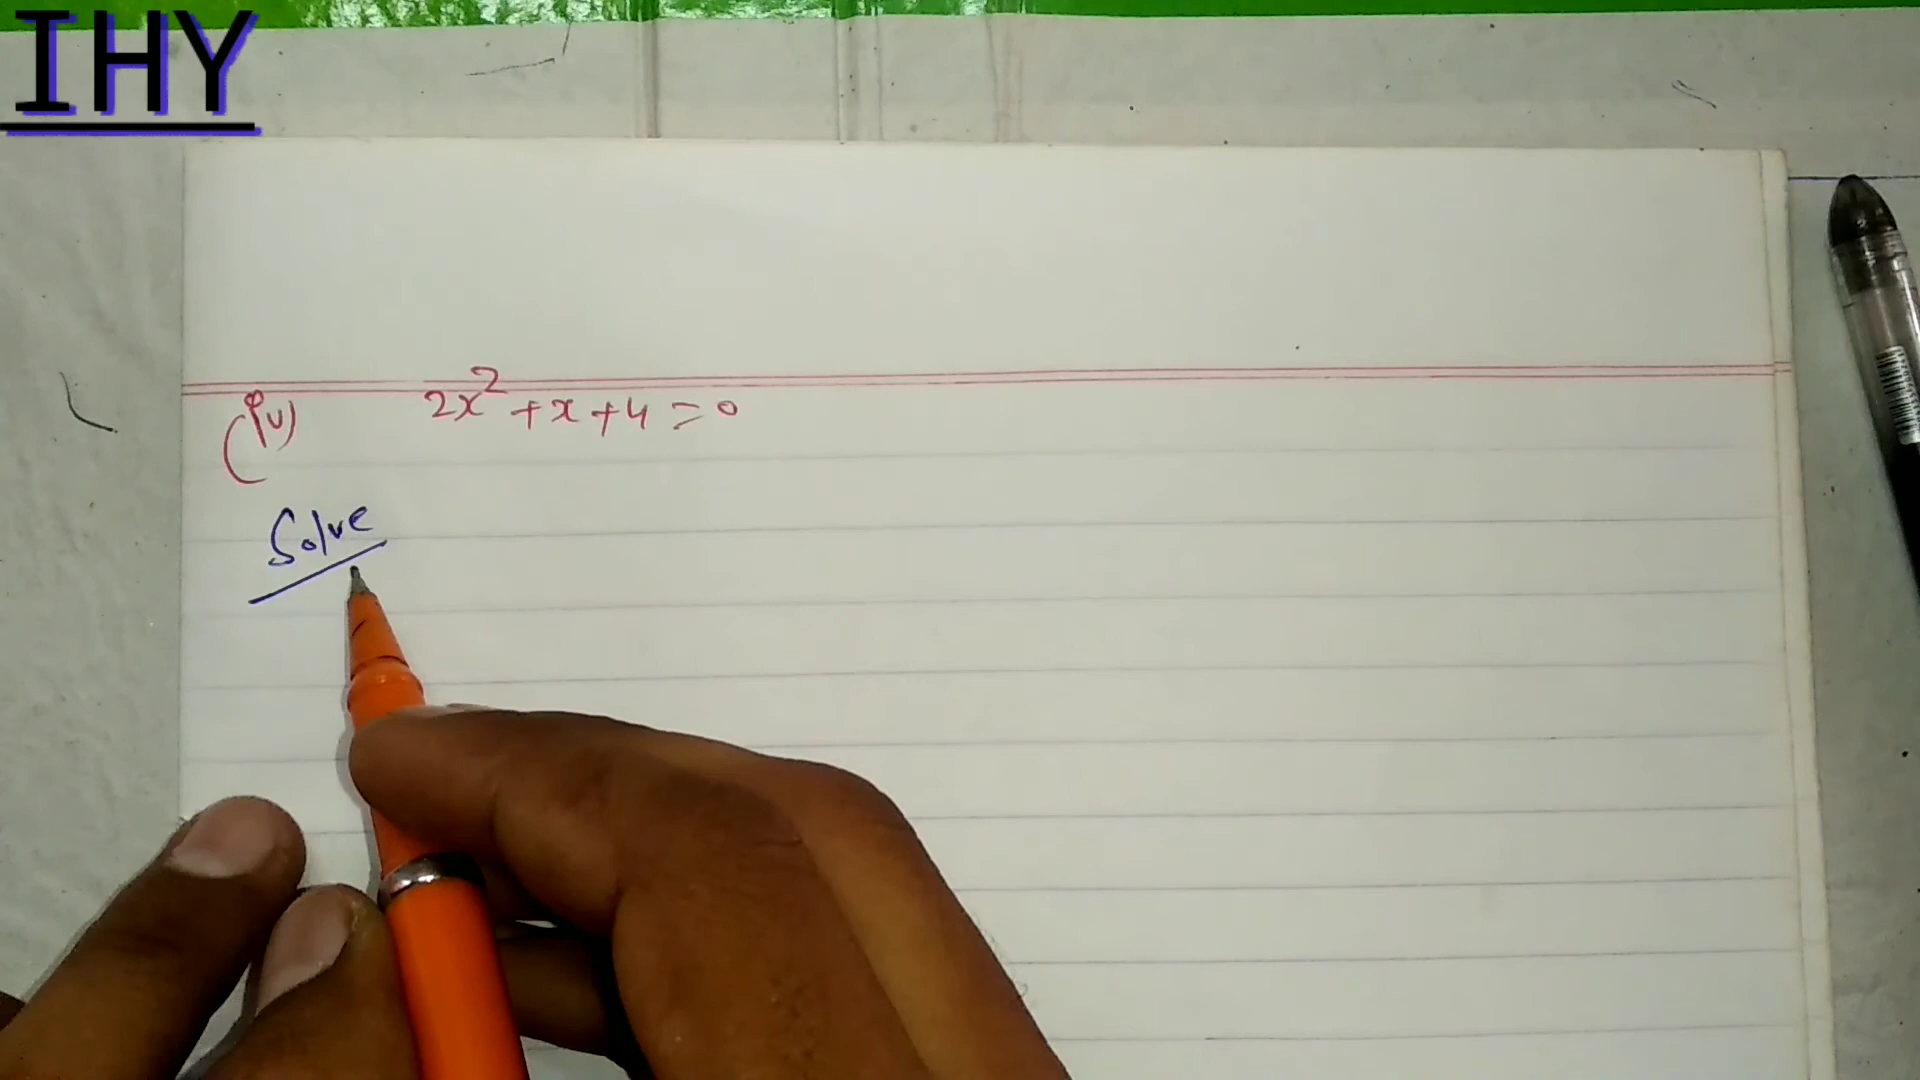 IHY
(iv) 2x² + x + 4 = 0
Solve